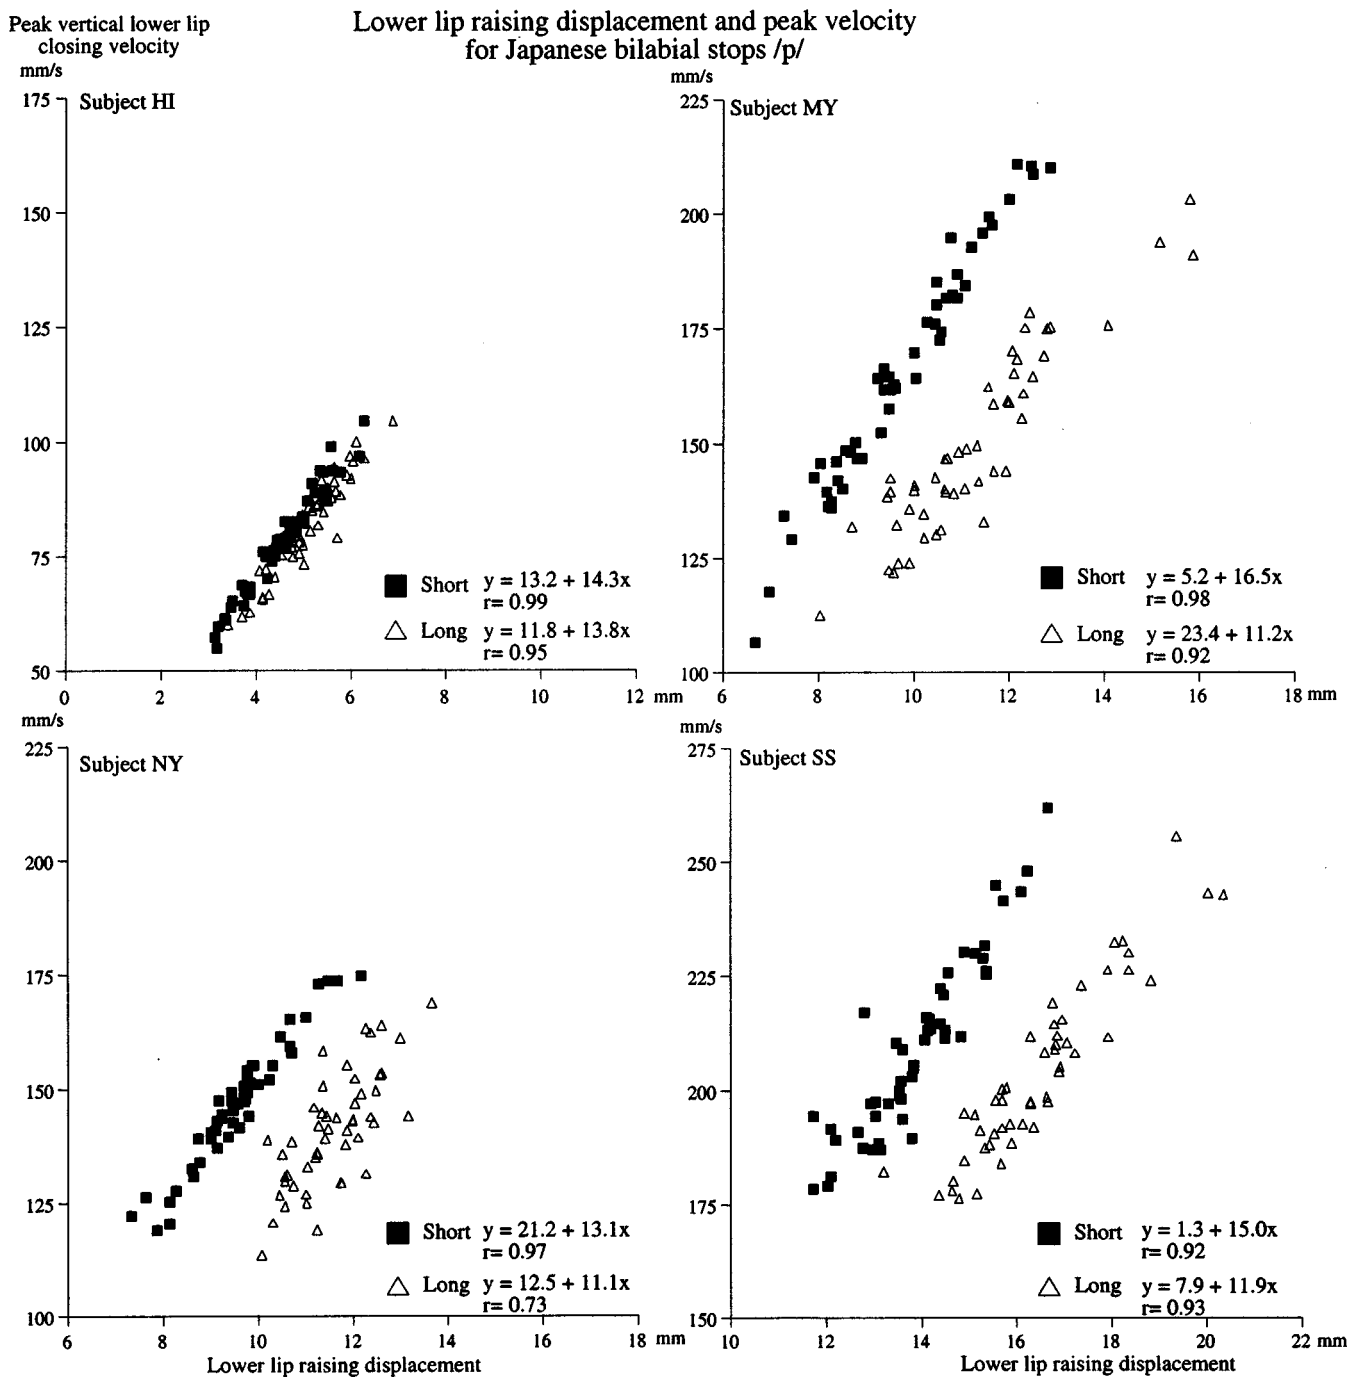 Peak vertical lower lip
closing velocity
mm/s
Lower lip raising displacement and peak velocity
for Japanese bilabial stops /p/
Subject HI
175
150
125
100
75
50
0 2 4 6 8 10 12 mm
Short y = 13.2 + 14.3x
r= 0.99
Long y = 11.8 + 13.8x
r= 0.95
mm/s
Subject MY
225
200
175
150
125
100
6 8 10 12 14 16 18 mm
Short y = 5.2 + 16.5x
r= 0.98
Long y = 23.4 + 11.2x
r= 0.92
mm/s
Subject NY
225
200
175
150
125
100
6 8 10 12 14 16 18 mm
Short y = 21.2 + 13.1x
r= 0.97
Long y = 12.5 + 11.1x
r= 0.73
Lower lip raising displacement
mm/s
Subject SS
275
250
225
200
175
150
10 12 14 16 18 20 22 mm
Short y = 1.3 + 15.0x
r= 0.92
Long y = 7.9 + 11.9x
r= 0.93
Lower lip raising displacement